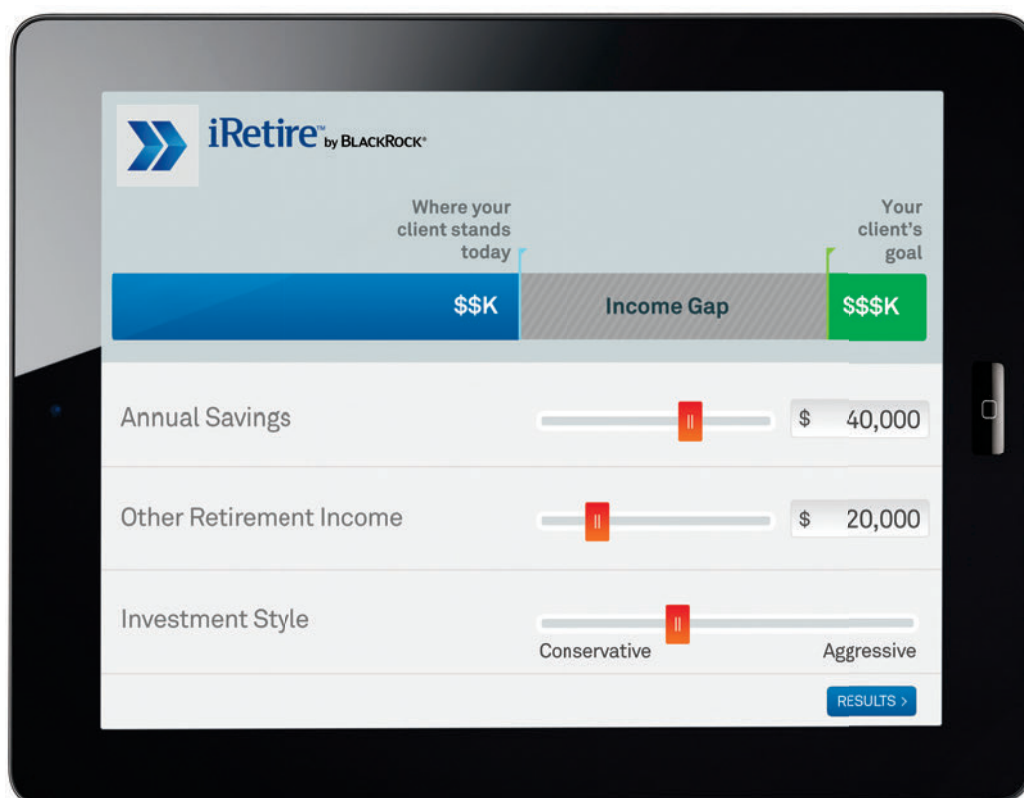 iRetire™ by BLACKROCK®
Where your
client stands
today
Your
client's
goal
$$K
Income Gap
$$$K
Annual Savings
$ 40,000
Other Retirement Income
$ 20,000
Investment Style
Conservative
Aggressive
RESULTS >